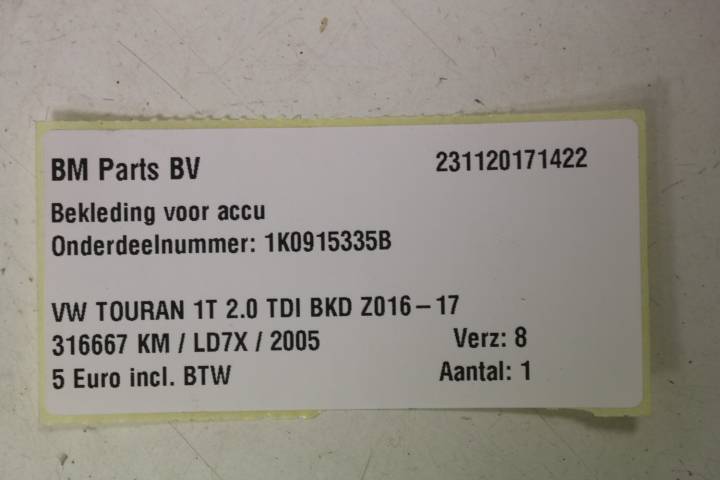 BM Parts BV 231120171422
Bekleding voor accu
Onderdeelnummer: 1K0915335B
VW TOURAN 1T 2.0 TDI BKD Z016-17
316667 KM / LD7X / 2005 Verz: 8
5 Euro incl. BTW Aantal: 1